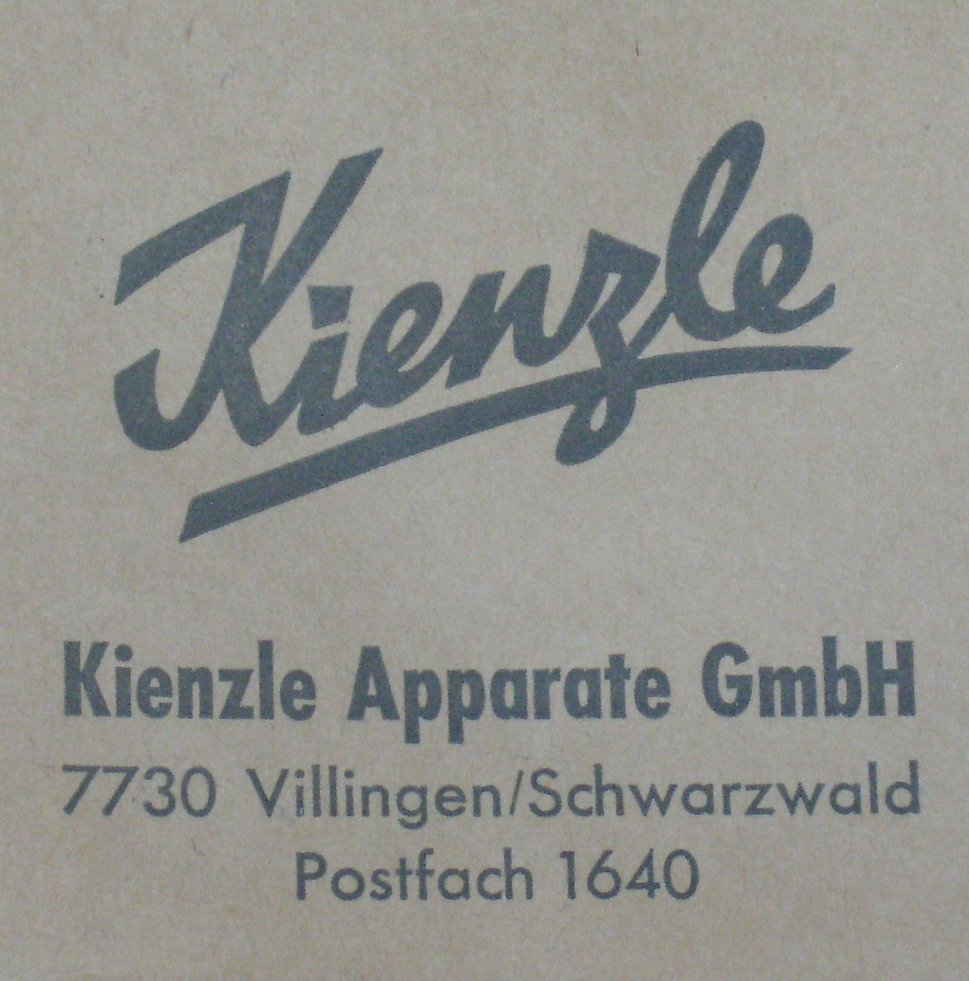 Kienzle
Kienzle Apparate GmbH
7730 Villingen/Schwarzwald
Postfach 1640